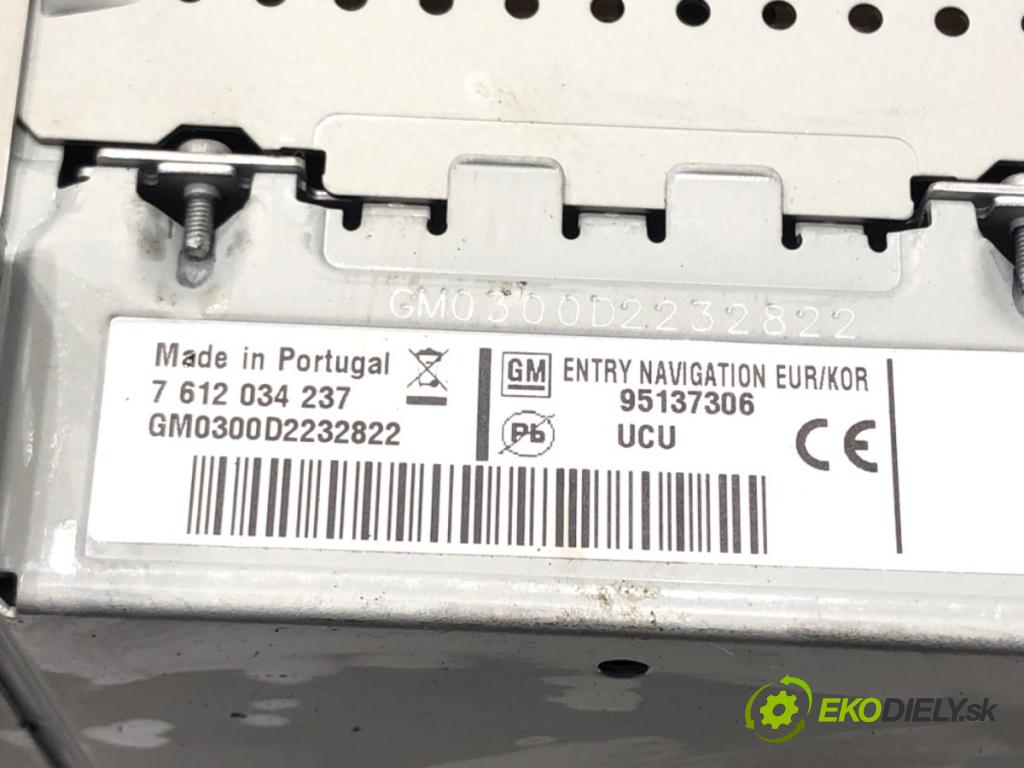 GM0300D2232822
Made in Portugal
7 612 034 237
GM0300D2232822
GM ENTRY NAVIGATION EUR/KOR
95137306
Pb UCU CE
EKODIELY.sk